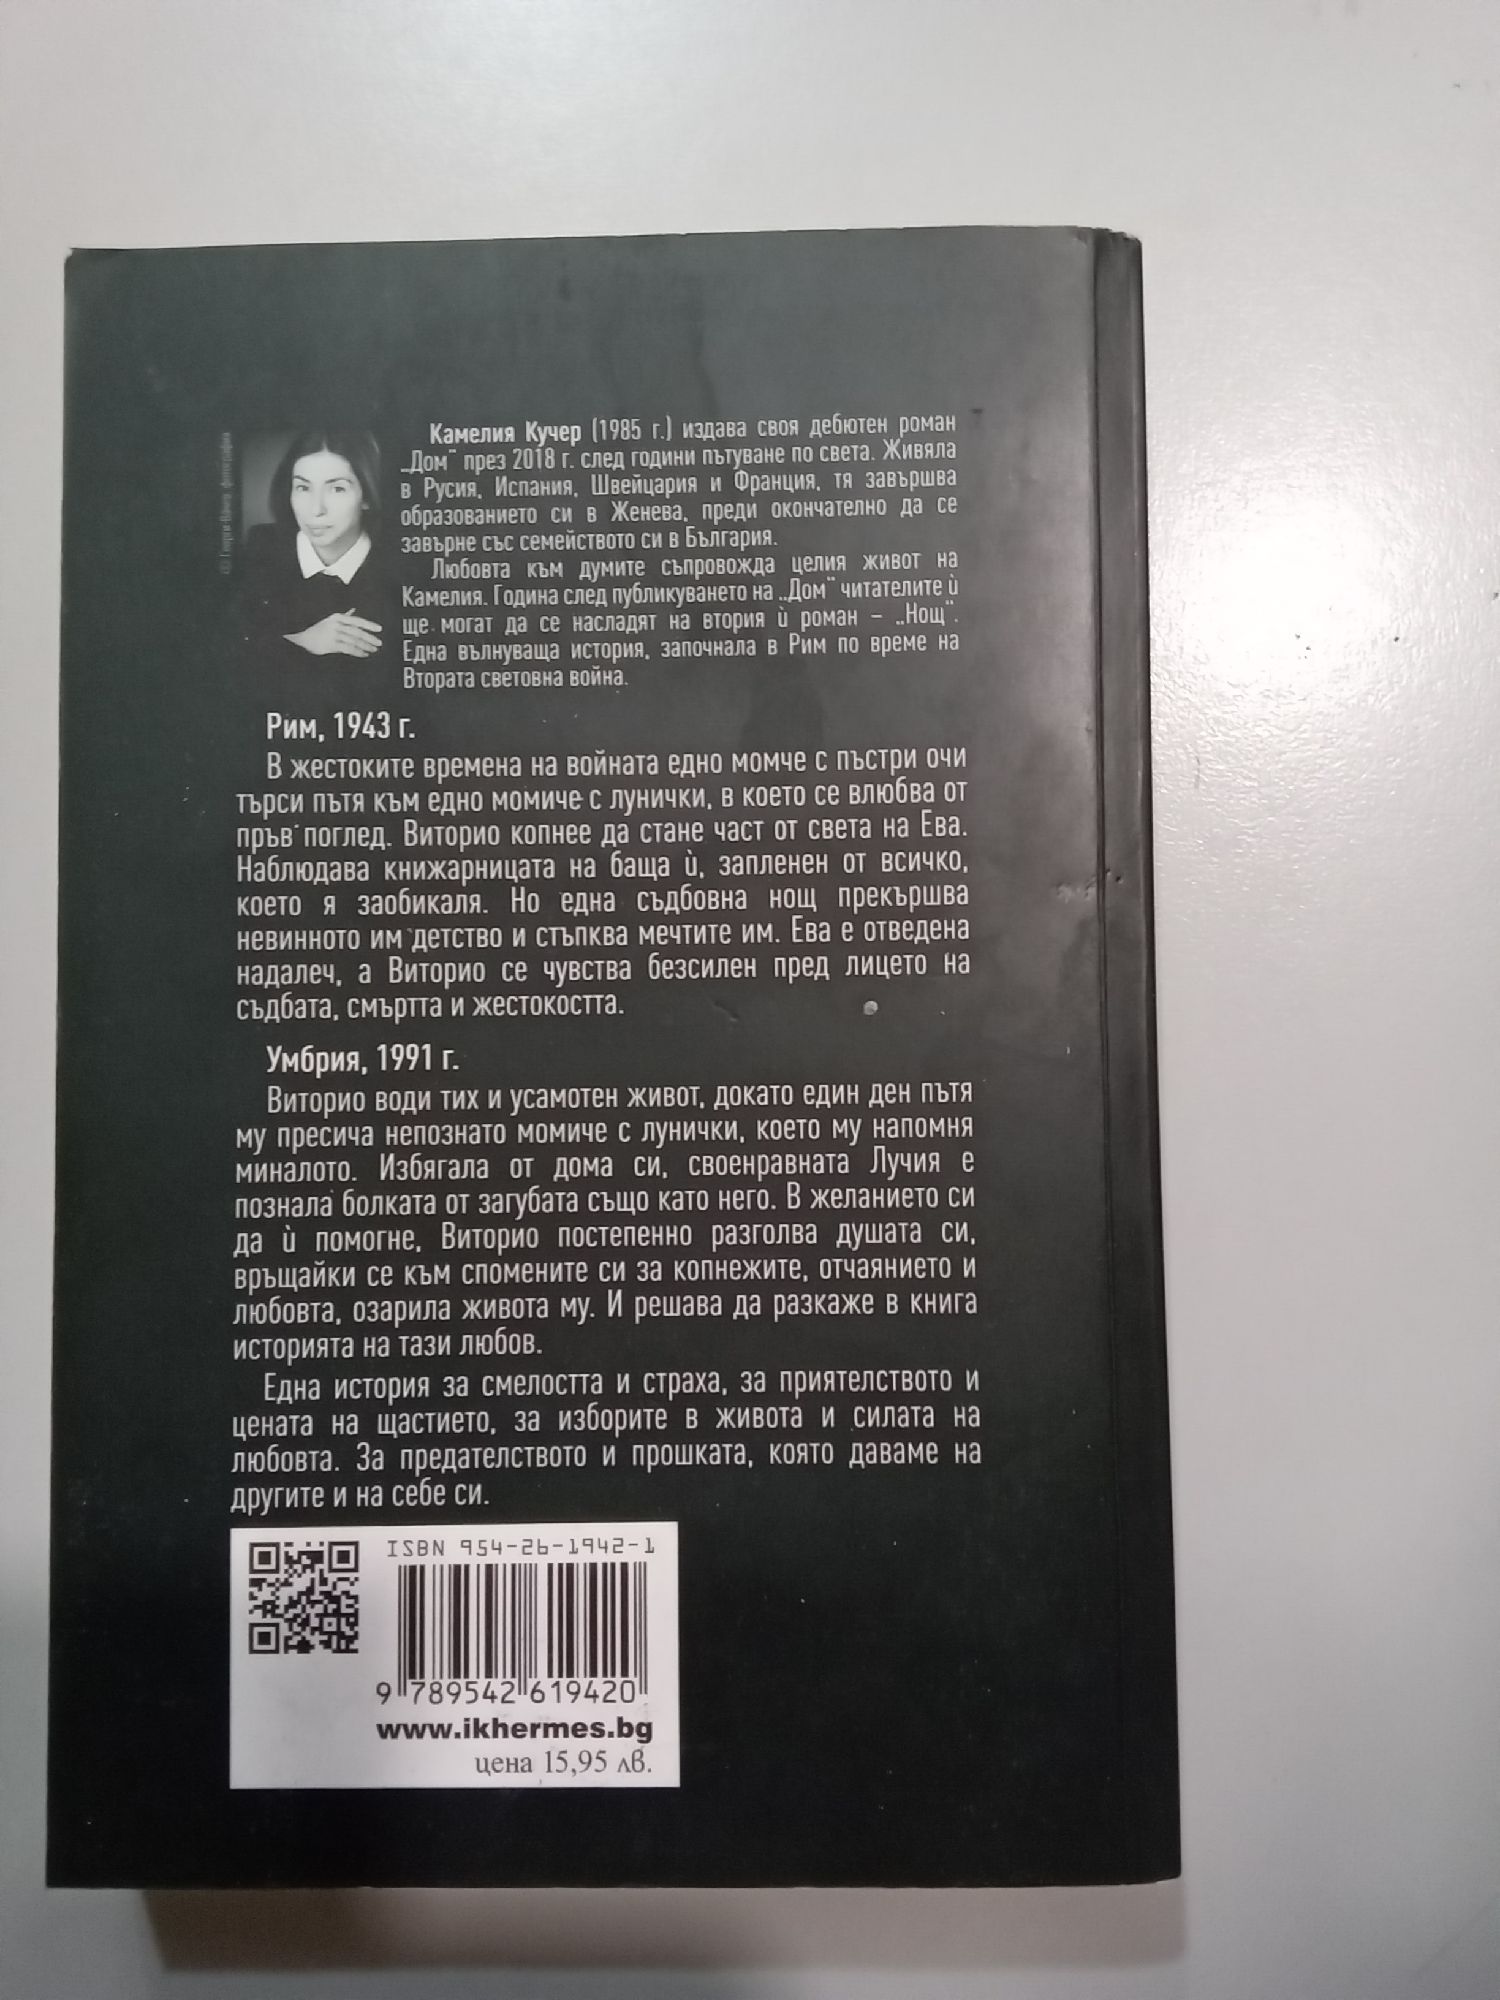 Камелия Кучер (1985 г.) издава своя дебютен роман
„Дом“ през 2018 г. след години пътуване по света. Живяла
в Русия, Испания, Швейцария и Франция, тя завършва
образованието си в Женева, преди окончателно да се
завърне със семейството си в България.
Любовта към думите съпровожда целия живот на
Камелия. Година след публикуването на „Дом“ читателите ѝ
ще могат да се насладят на втория ѝ роман – „Нощ“.
Една вълнуваща история, започнала в Рим по време на
Втората световна война.
Рим, 1943 г.
В жестоките времена на войната едно момче с пъстри очи
търси пътя към едно момиче с лунички, в което се влюбва от
пръв поглед. Виторио копнее да стане част от света на Ева.
Наблюдава книжарницата на баща ѝ, запленен от всичко,
което я заобикаля. Но една съдбовна нощ прекършва
невинното им детство и стъпква мечтите им. Ева е отведена
надалеч, а Виторио се чувства безсилен пред лицето на
съдбата, смъртта и жестокостта.
Умбрия, 1991 г.
Виторио води тих и усамотен живот, докато един ден пътя
му пресича непознато момиче с лунички, което му напомня
миналото. Избягала от дома си, своенравната Лучия е
познала болката от загубата също като него. В желанието си
да ѝ помогне, Виторио постепенно разголва душата си,
връщайки се към спомените си за копнежите, отчаянието и
любовта, озарила живота му. И решава да разкаже в книга
историята на тази любов.
Една история за смелостта и страха, за приятелството и
цената на щастието, за изборите в живота и силата на
любовта. За предателството и прошката, която даваме на
другите и на себе си.
ISBN 954-26-1942-1
9 789542 619420
www.ikhermes.bg
цена 15,95 лв.